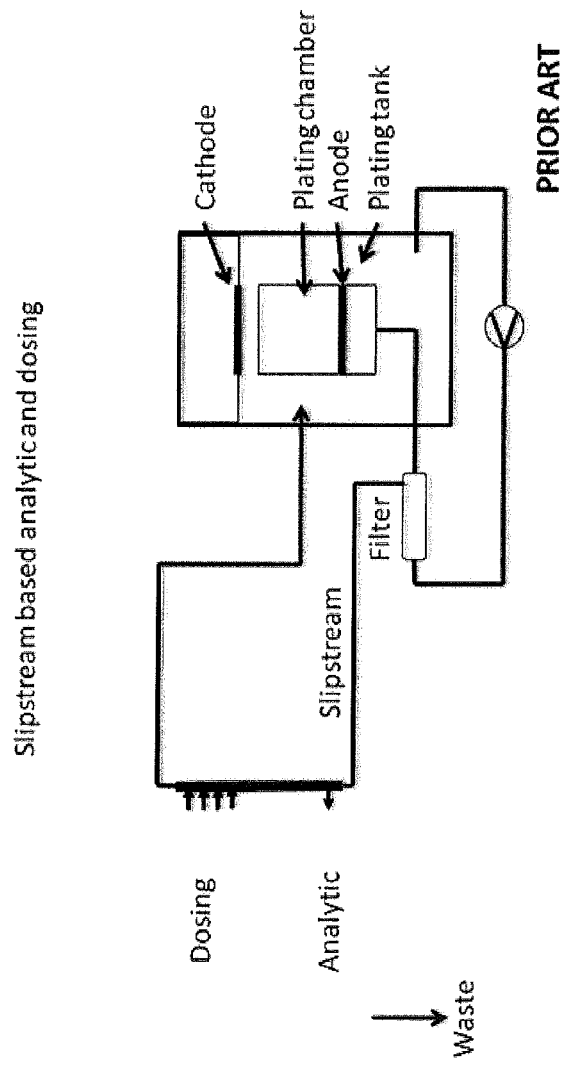 Slipstream based analytic and dosing
Cathode
Plating chamber
Anode
Plating tank
Filter
Slipstream
Dosing
Analytic
Waste
PRIOR ART